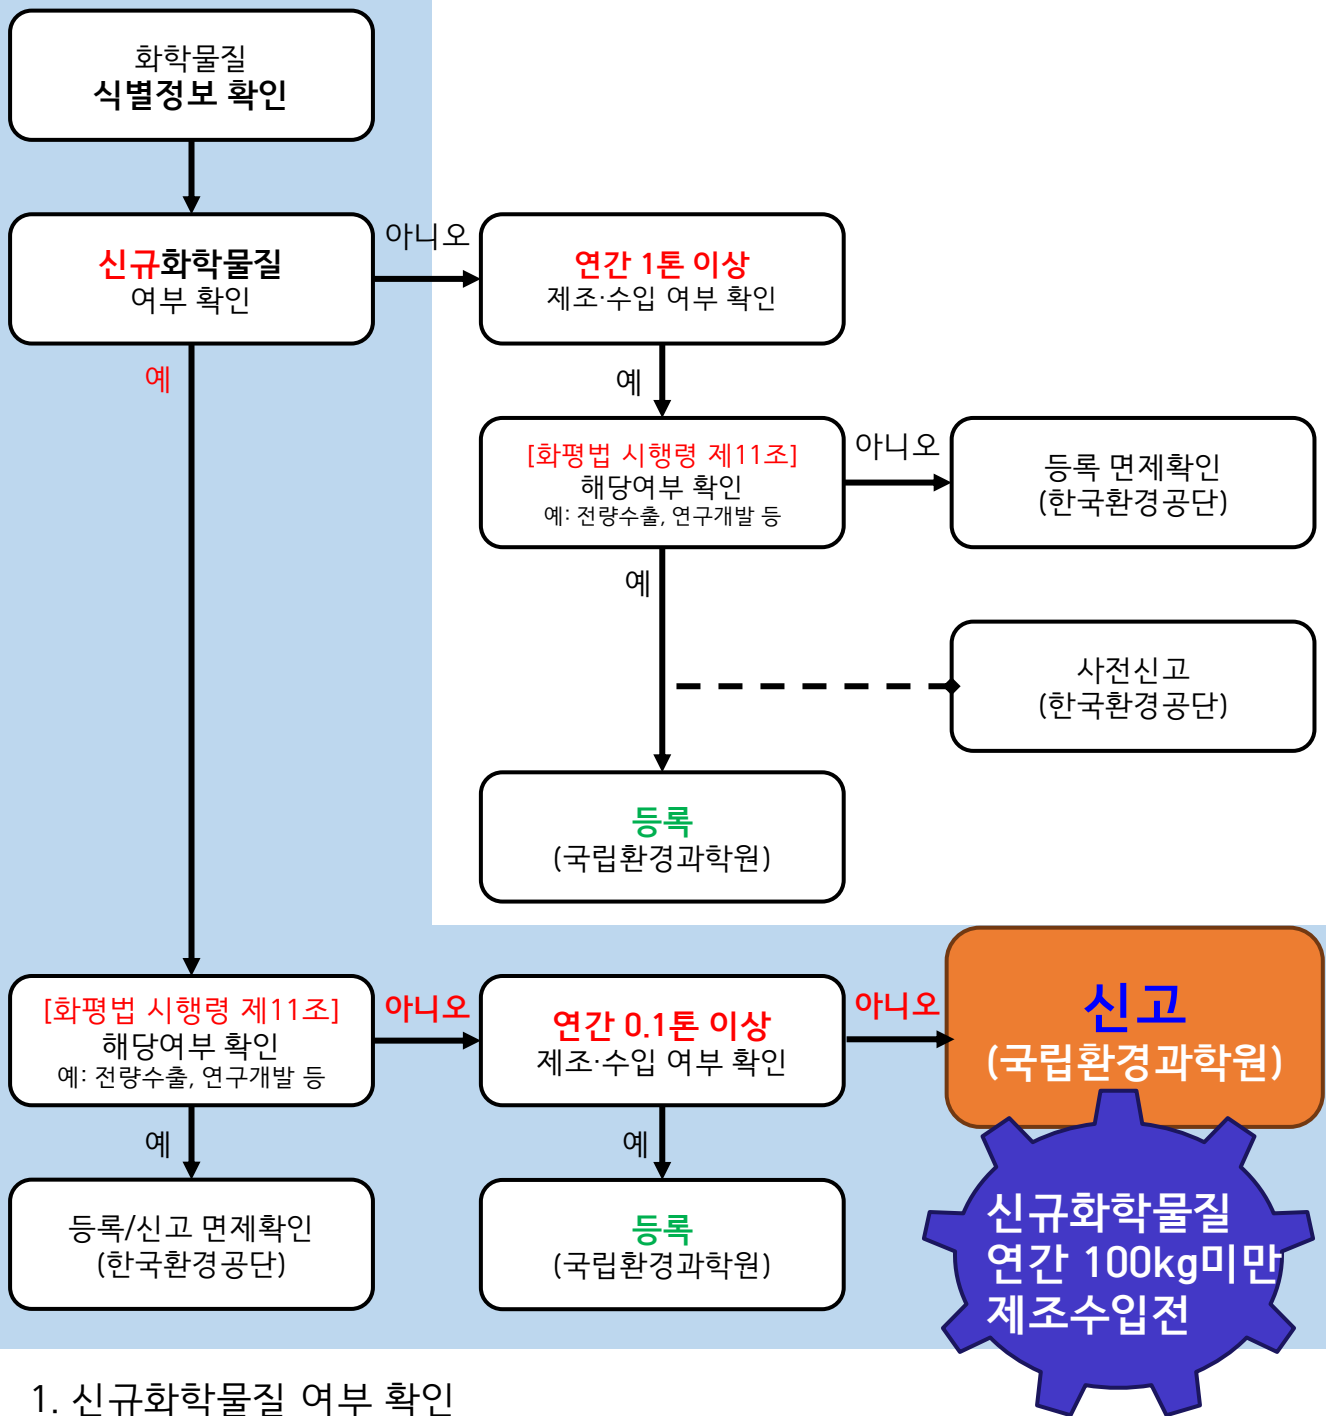 화학물질
식별정보 확인
신규화학물질
여부 확인
아니오
연간 1톤 이상
제조·수입 여부 확인
예
예
[화평법 시행령 제11조]
해당여부 확인
예: 전량수출, 연구개발 등
아니오
등록 면제확인
(한국환경공단)
예
사전신고
(한국환경공단)
등록
(국립환경과학원)
[화평법 시행령 제11조]
해당여부 확인
예: 전량수출, 연구개발 등
아니오
연간 0.1톤 이상
제조·수입 여부 확인
아니오
신고
(국립환경과학원)
예
등록/신고 면제확인
(한국환경공단)
예
등록
(국립환경과학원)
신규화학물질
연간 100kg미만
제조수입전
1. 신규화학물질 여부 확인